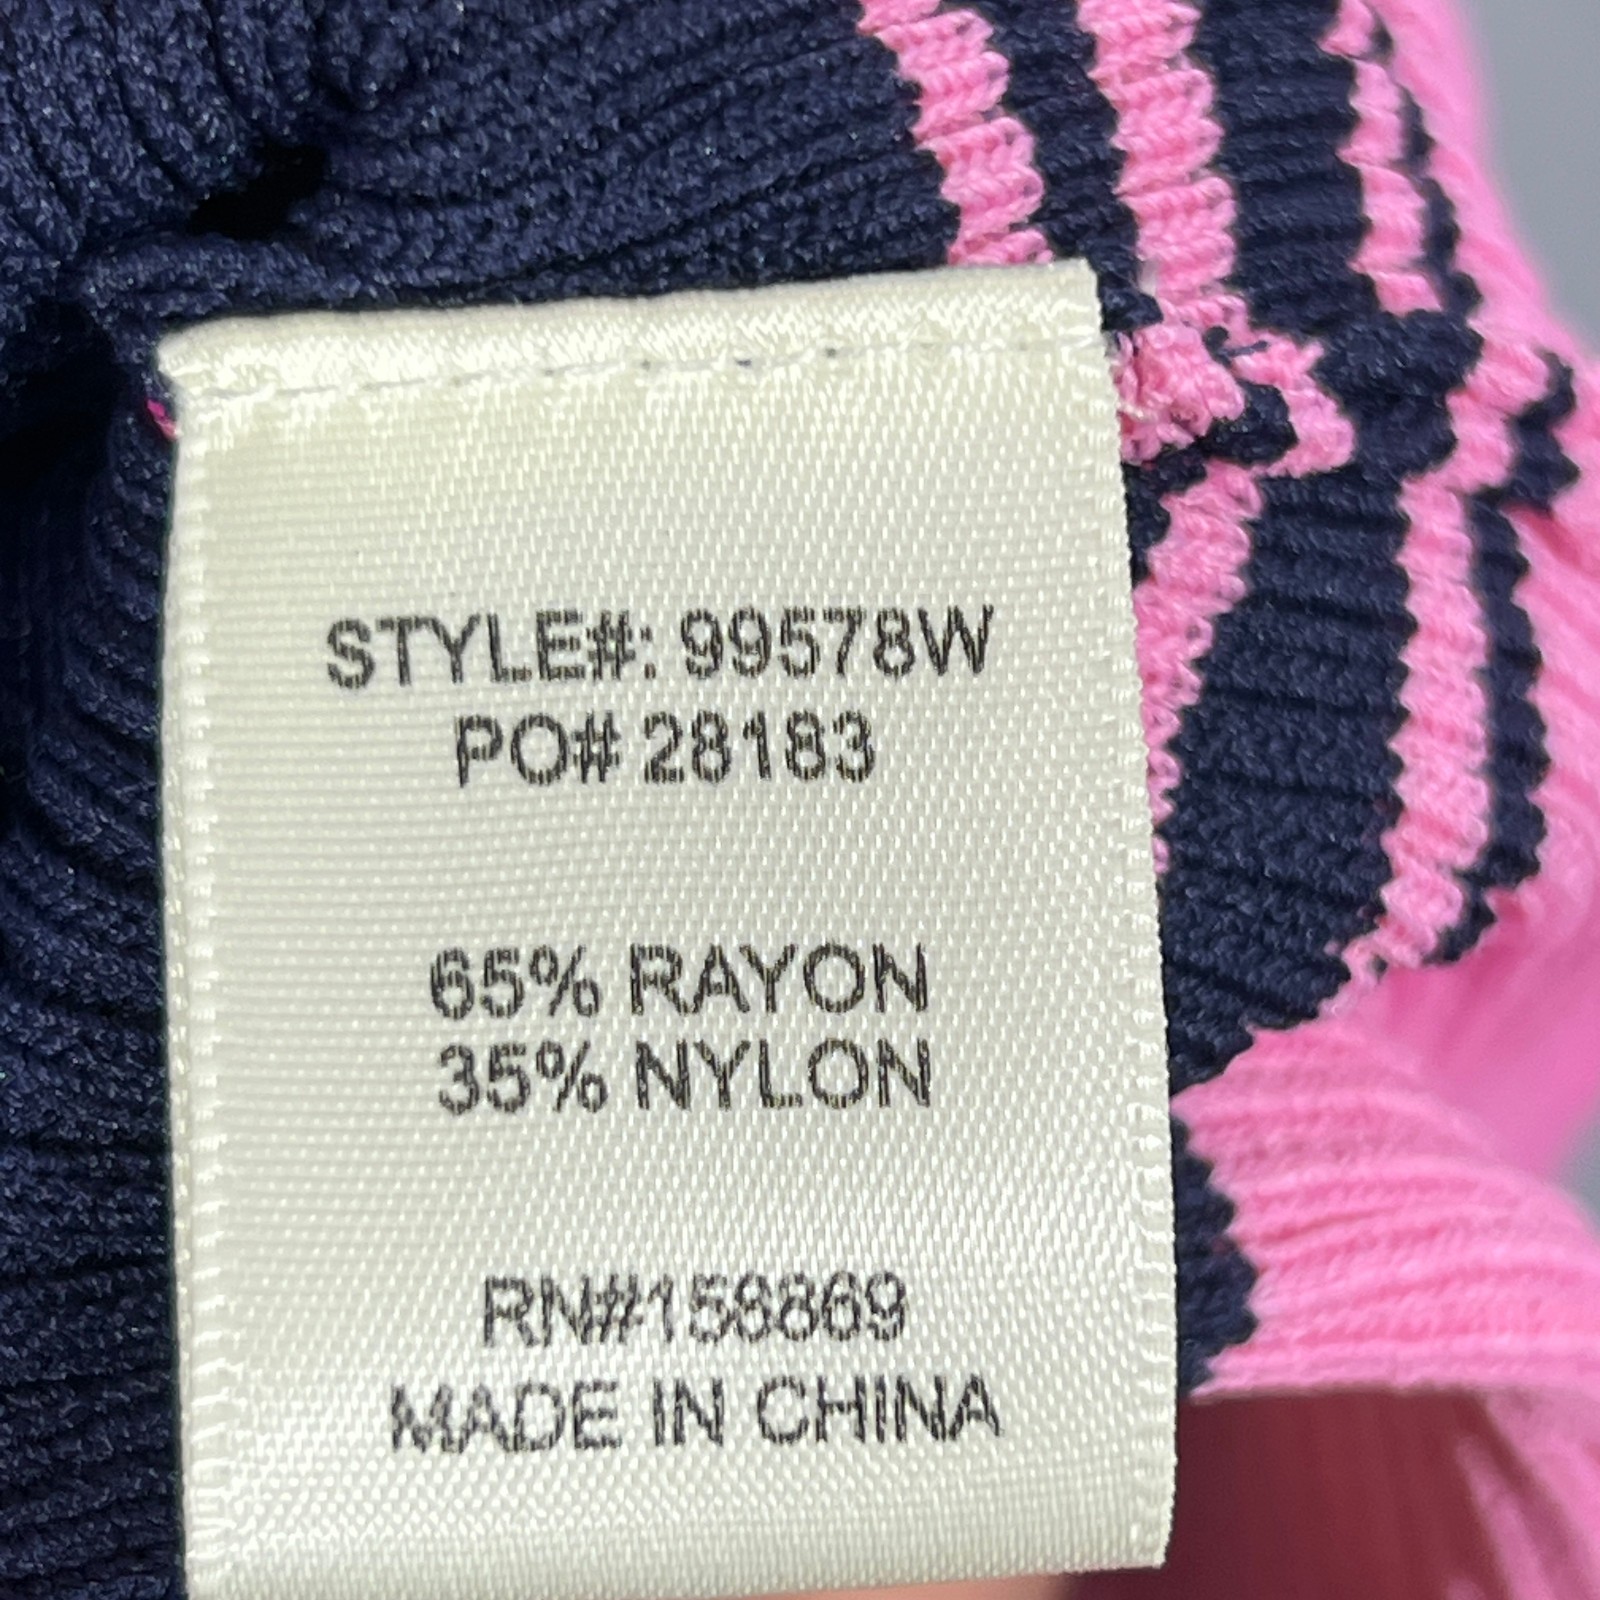 STYLE#: 99578W
PO# 28183
65% RAYON
35% NYLON
RN#158869
MADE IN CHINA